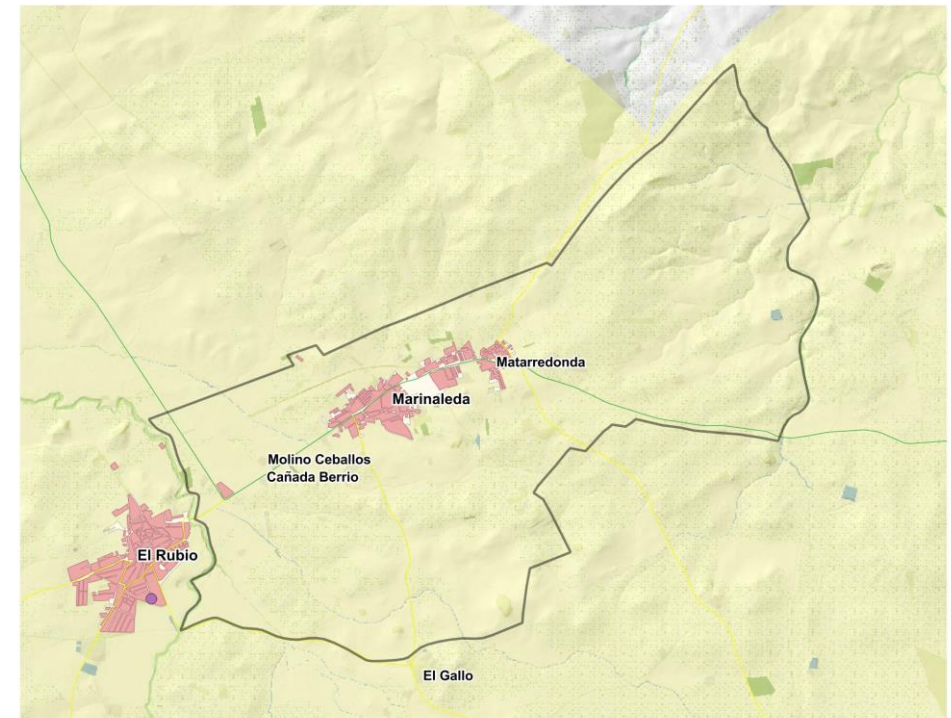 Matarredonda
Marinaleda
Molino Ceballos
Cañada Berrio
El Rubio
El Gallo